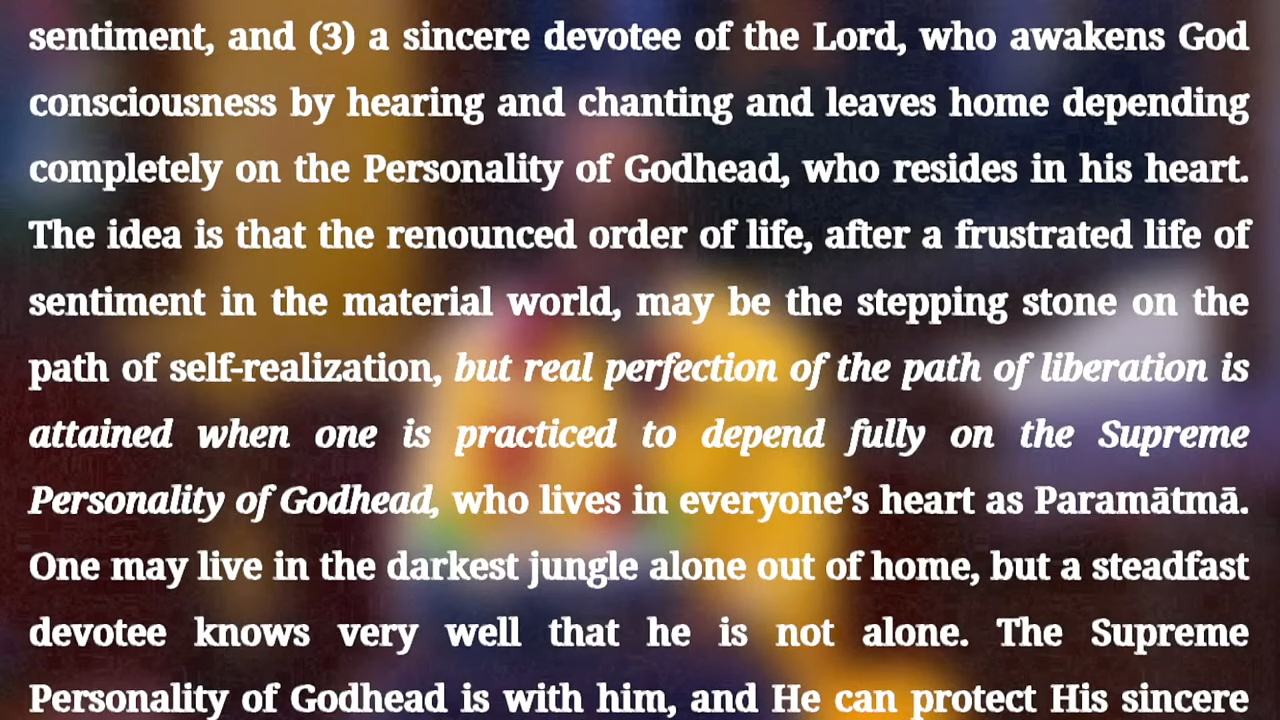 sentiment, and (3) a sincere devotee of the Lord, who awakens God
consciousness by hearing and chanting and leaves home depending
completely on the Personality of Godhead, who resides in his heart.
The idea is that the renounced order of life, after a frustrated life of
sentiment in the material world, may be the stepping stone on the
path of self-realization, but real perfection of the path of liberation is
attained when one is practiced to depend fully on the Supreme
Personality of Godhead, who lives in everyone’s heart as Paramātmā.
One may live in the darkest jungle alone out of home, but a steadfast
devotee knows very well that he is not alone. The Supreme
Personality of Godhead is with him, and He can protect His sincere